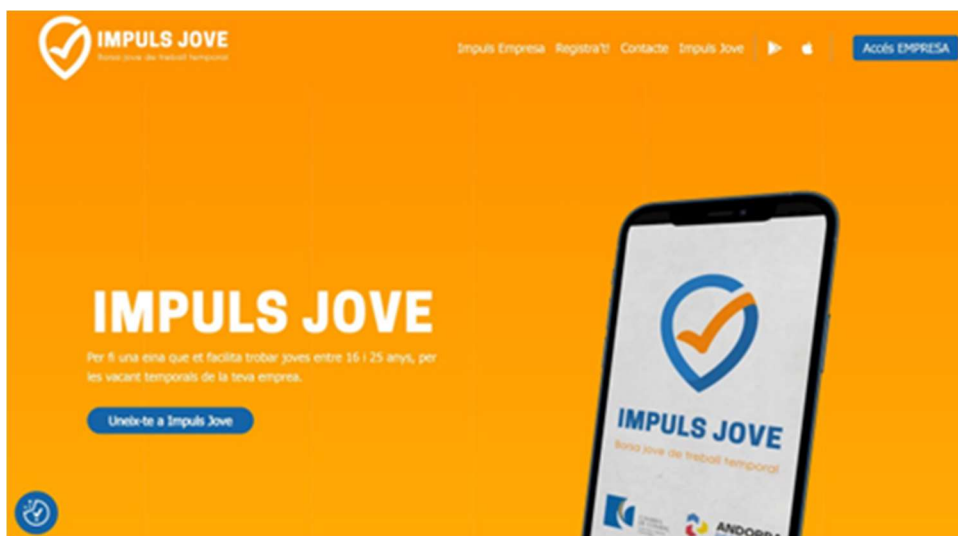 IMPULS JOVE
Borsa jove de treball temporal
Impuls Empresa Registra't! Contacte Impuls Jove
Accés EMPRESA
IMPULS JOVE
Per fi una eina que et facilita trobar joves entre 16 i 25 anys, per
les vacant temporals de la teva emprea.
Uneix-te a Impuls Jove
IMPULS JOVE
Borsa jove de treball temporal
ANDORRA